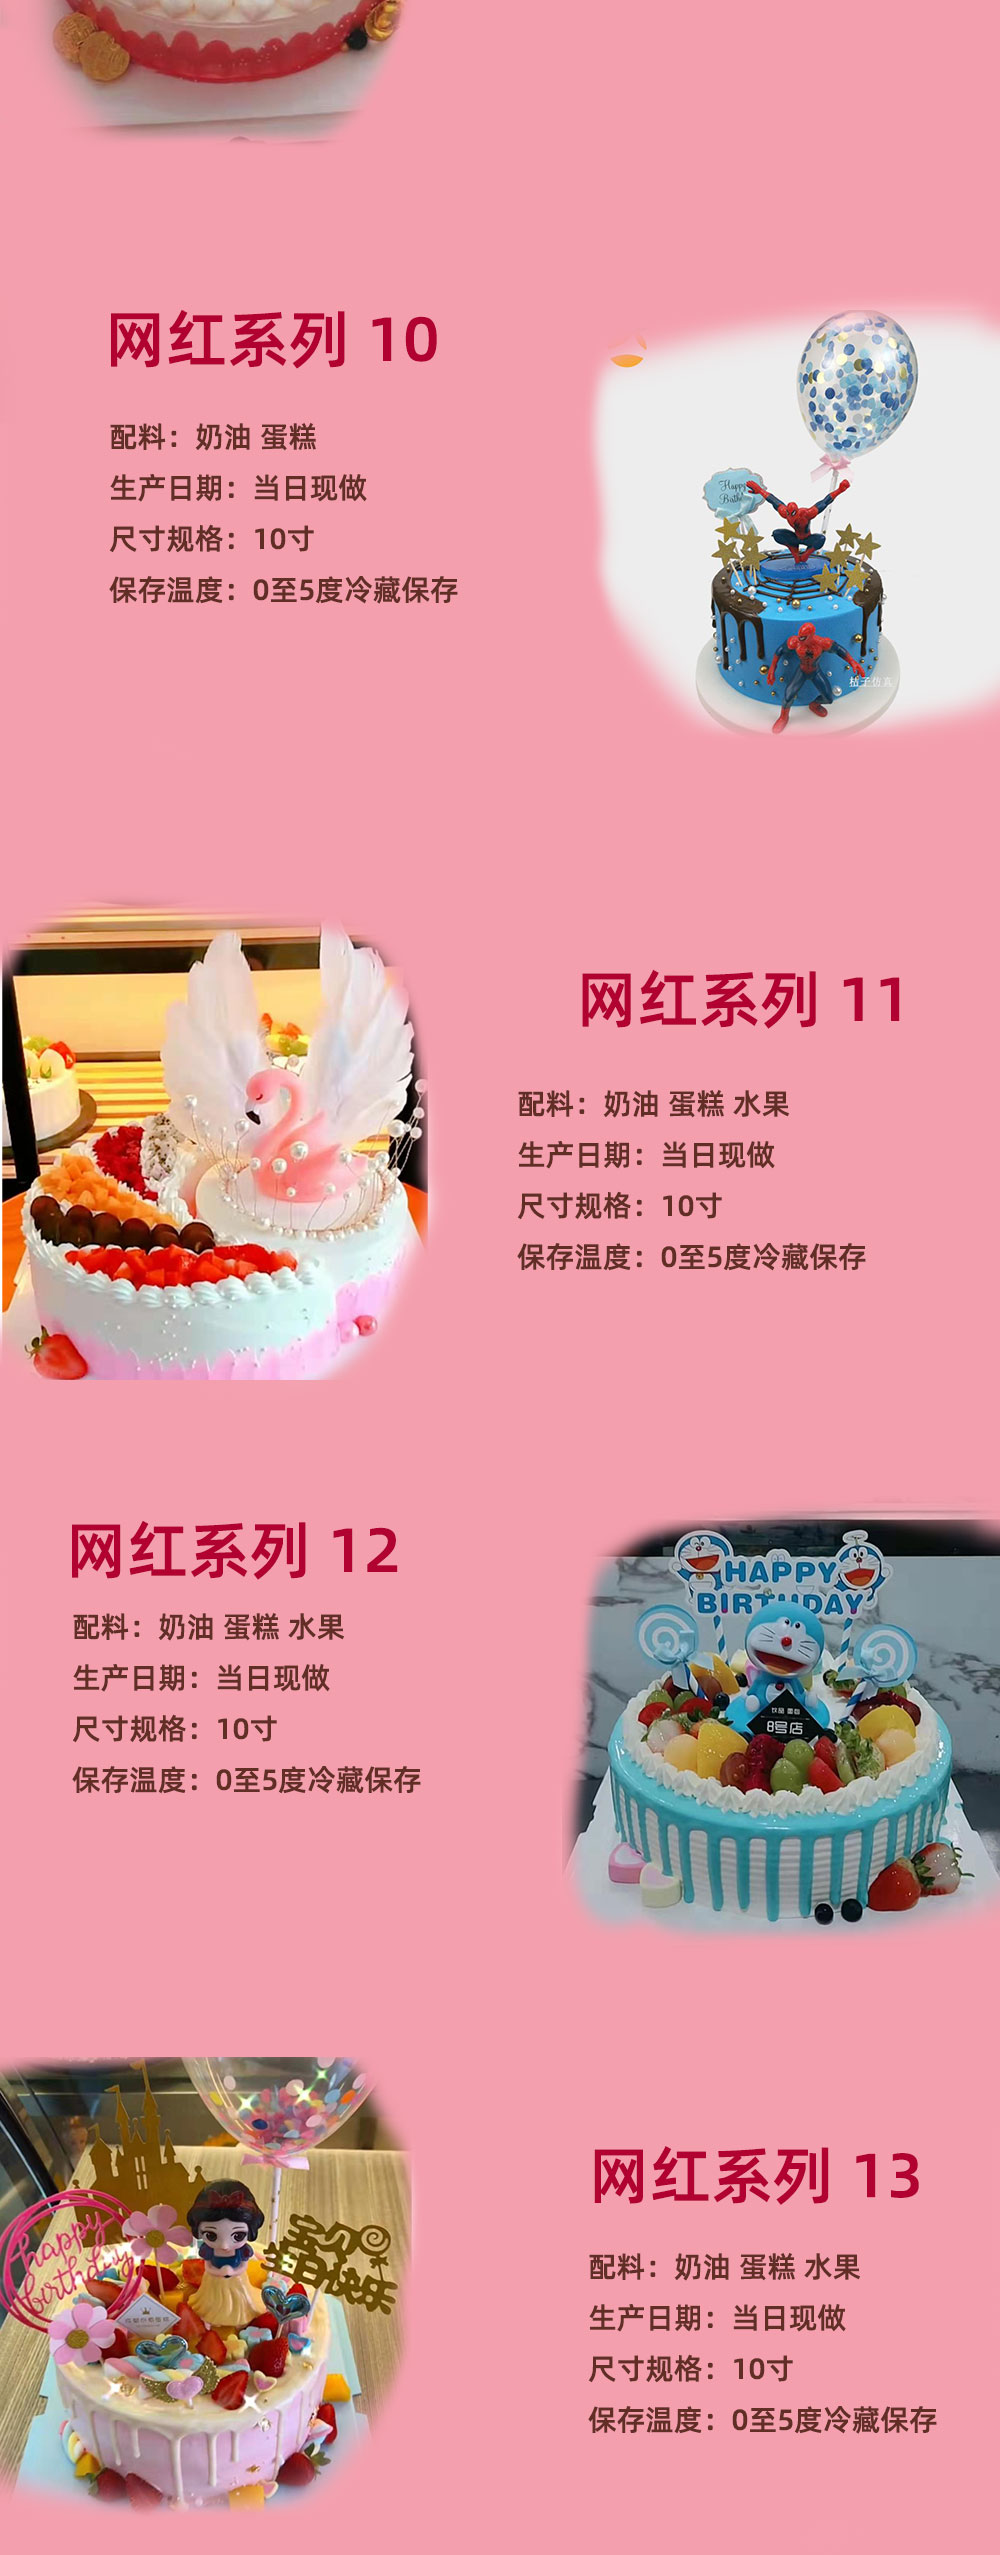 网红系列 10
配料：奶油 蛋糕
生产日期：当日现做
尺寸规格：10寸
保存温度：0至5度冷藏保存
Happy
桔子仿真
网红系列 11
配料：奶油 蛋糕 水果
生产日期：当日现做
尺寸规格：10寸
保存温度：0至5度冷藏保存
网红系列 12
配料：奶油 蛋糕 水果
生产日期：当日现做
尺寸规格：10寸
保存温度：0至5度冷藏保存
HAPPY
BIRTHDAY
8号店
网红系列 13
配料：奶油 蛋糕 水果
生产日期：当日现做
尺寸规格：10寸
保存温度：0至5度冷藏保存
happy
birthday
宝贝
生日快乐